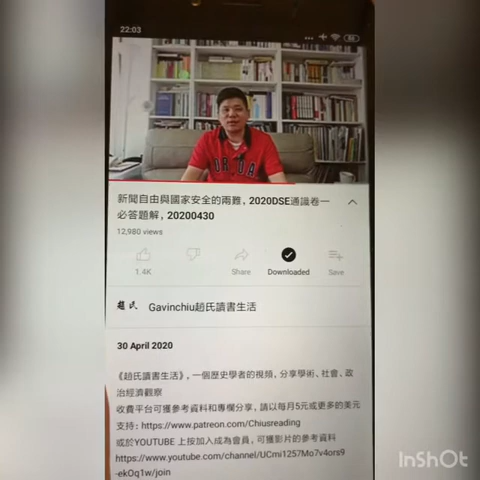 22:03
84
新聞自由與國家安全的兩難，2020DSE通識卷一
必答題解，20200430
12,980 views
1.4K
Share
Downloaded
Save
趙氏
Gavinchiu趙氏讀書生活
30 April 2020
《趙氏讀書生活》，一個歷史學者的視頻，分享學術、社會、政
治經濟觀察
收費平台可獲參考資料和專欄分享，請以每月5元或更多的美元
支持：https://www.patreon.com/Chiusreading
或於YOUTUBE 上按加入成為會員，可獲影片的參考資料
https://www.youtube.com/channel/UCmi1257Mo7v4ors9
-ekOq1w/join
InShOt